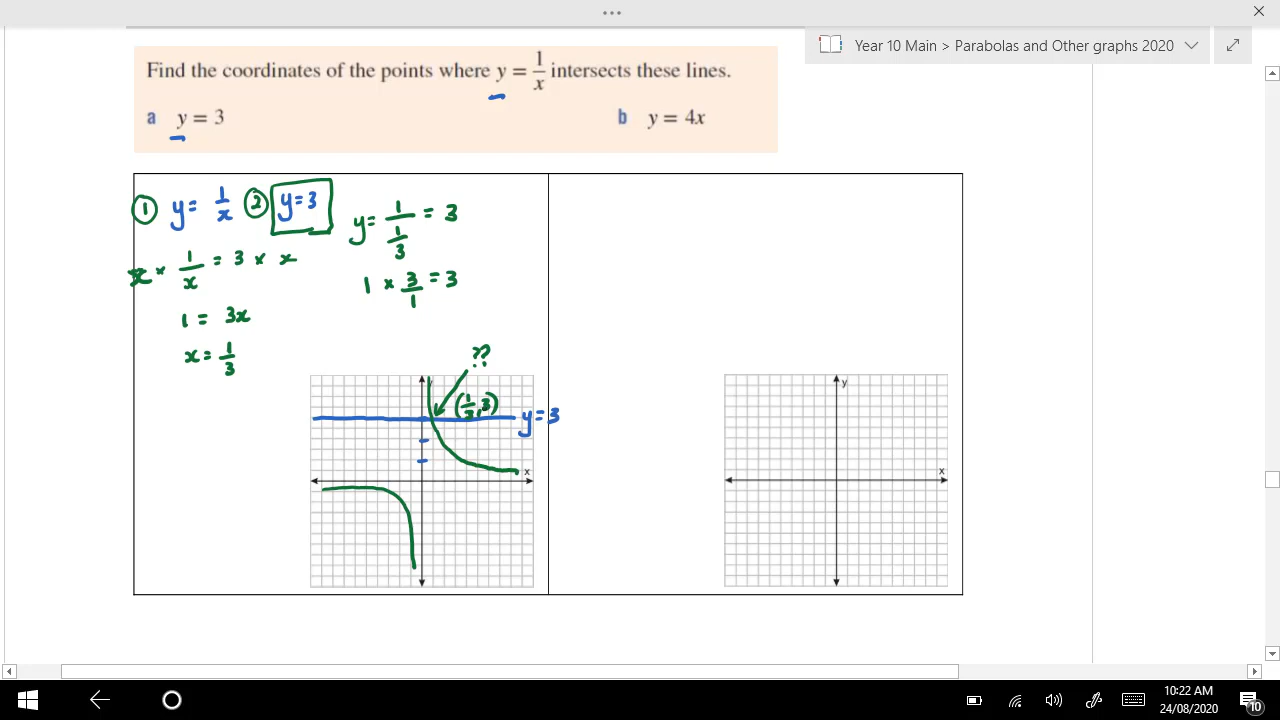 Year 10 Main > Parabolas and Other graphs 2020
Find the coordinates of the points where y = 1/x intersects these lines.
a y = 3
b y = 4x
① y = 1/x ② y = 3
x × 1/x = 3 × x
1 = 3x
x = 1/3
y = 1/(1/3) = 3
1 × 3/1 = 3
??
(1/3, 3)
y = 3
y
x
y
x
10:22 AM
24/08/2020
10